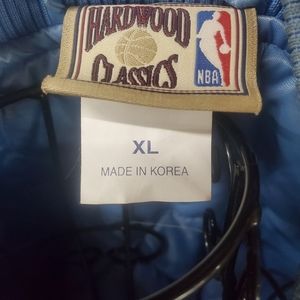 HARDWOOD
CLASSICS
NBA
XL
MADE IN KOREA